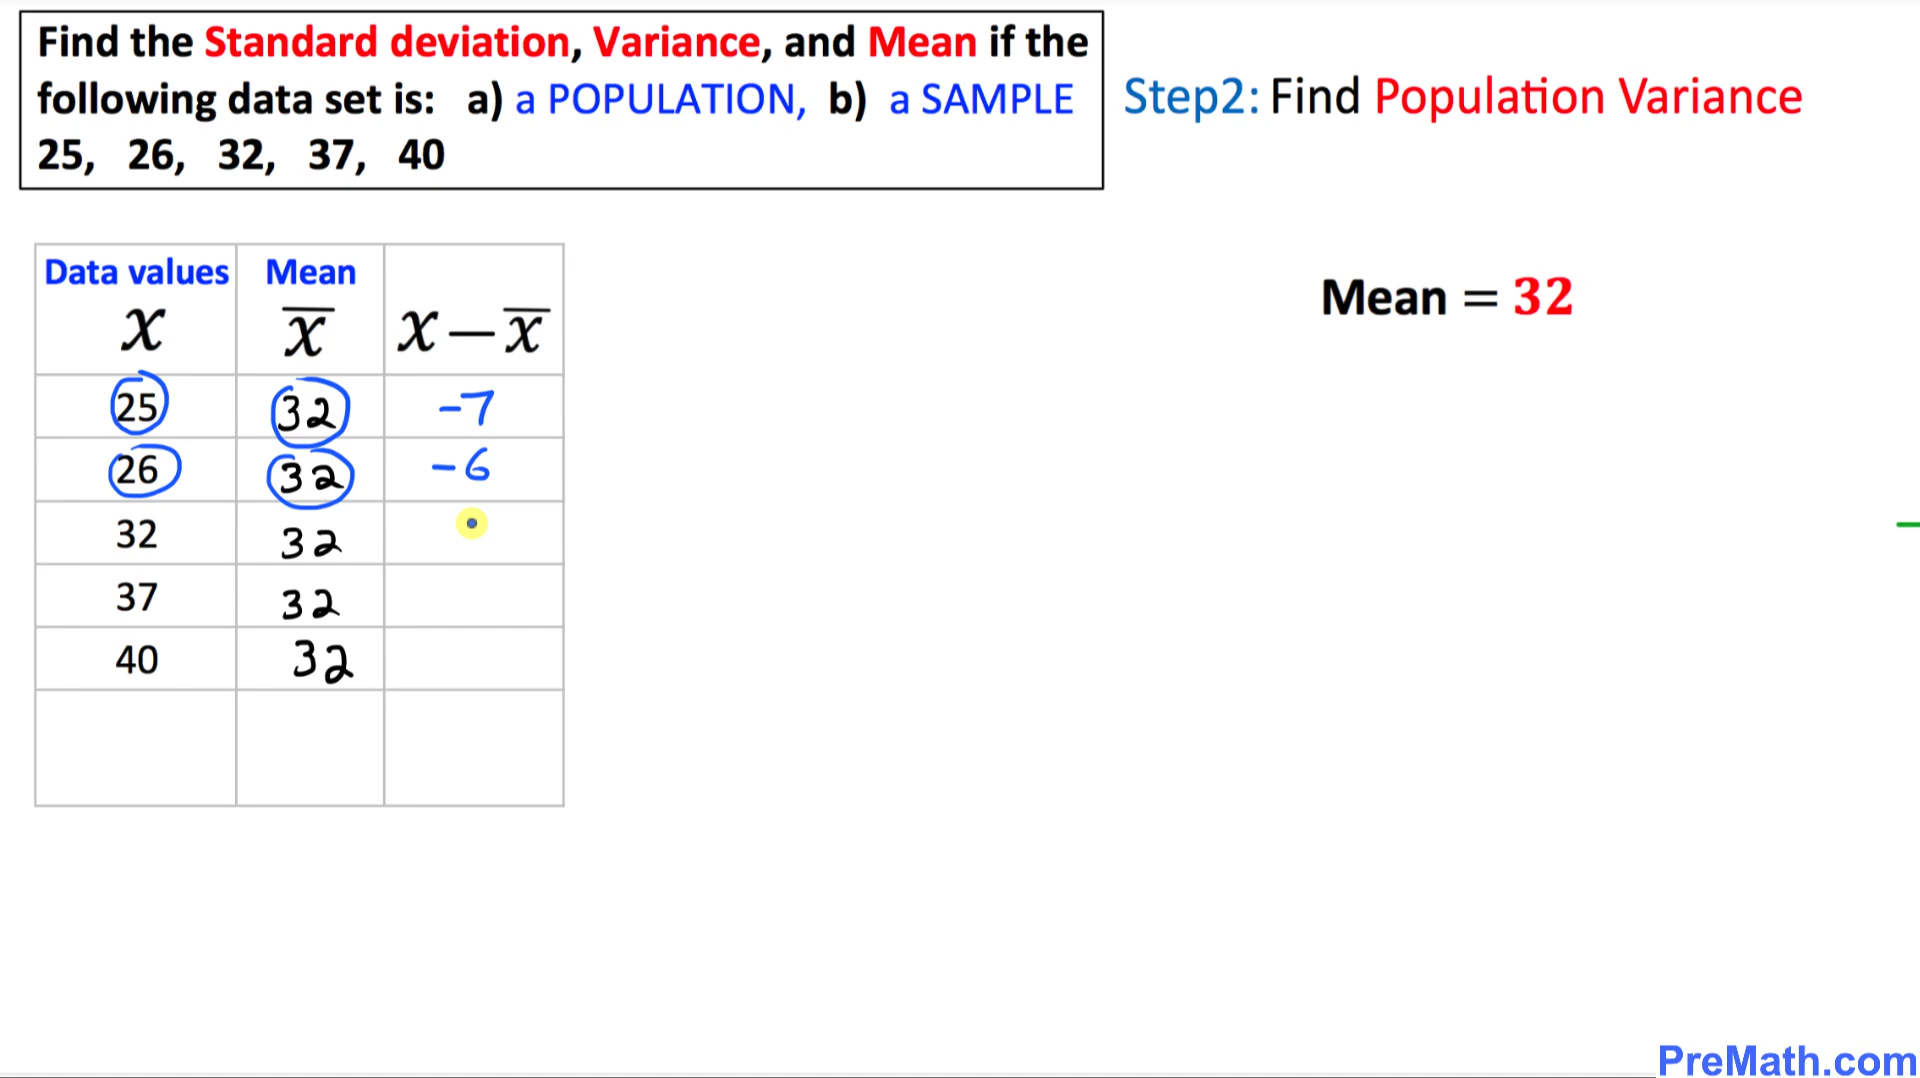 Find the Standard deviation, Variance, and Mean if the
following data set is: a) a POPULATION, b) a SAMPLE
25, 26, 32, 37, 40
Step2: Find Population Variance
Mean = 32
Data values Mean
x x̅ x − x̅
25 32 -7
26 32 -6
32 32
37 32
40 32
PreMath.com